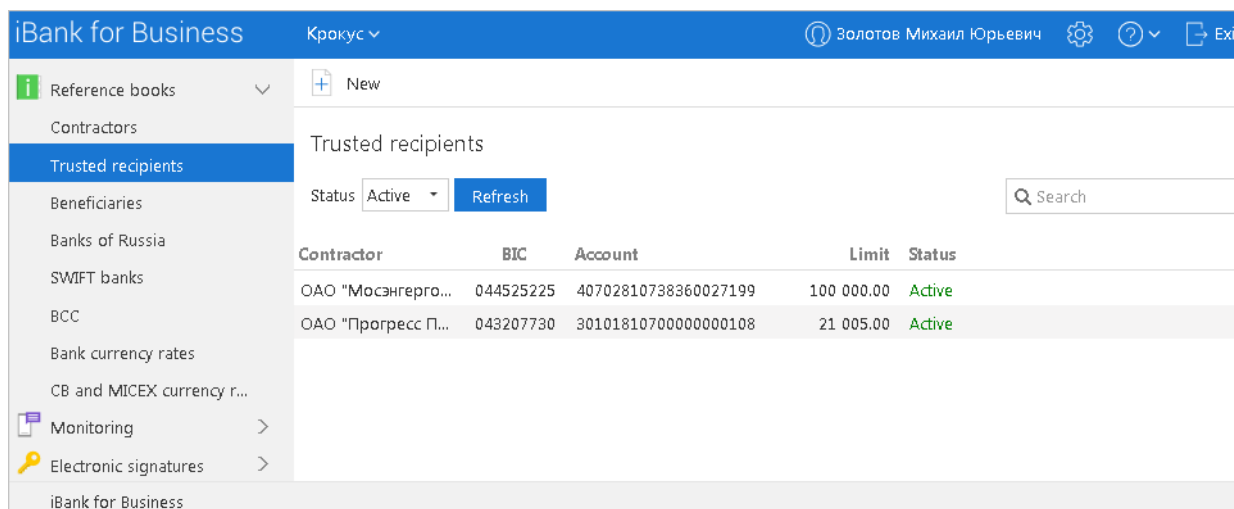 iBank for Business Крокус Золотов Михаил Юрьевич ? Exi
Reference books
Contractors
Trusted recipients
Beneficiaries
Banks of Russia
SWIFT banks
BCC
Bank currency rates
CB and MICEX currency r...
Monitoring
Electronic signatures
iBank for Business
New
Trusted recipients
Status Active Refresh Search
Contractor BIC Account Limit Status
ОАО "Мосэнгерго... 044525225 40702810738360027199 100 000.00 Active
ОАО "Прогресс П... 043207730 30101810700000000108 21 005.00 Active